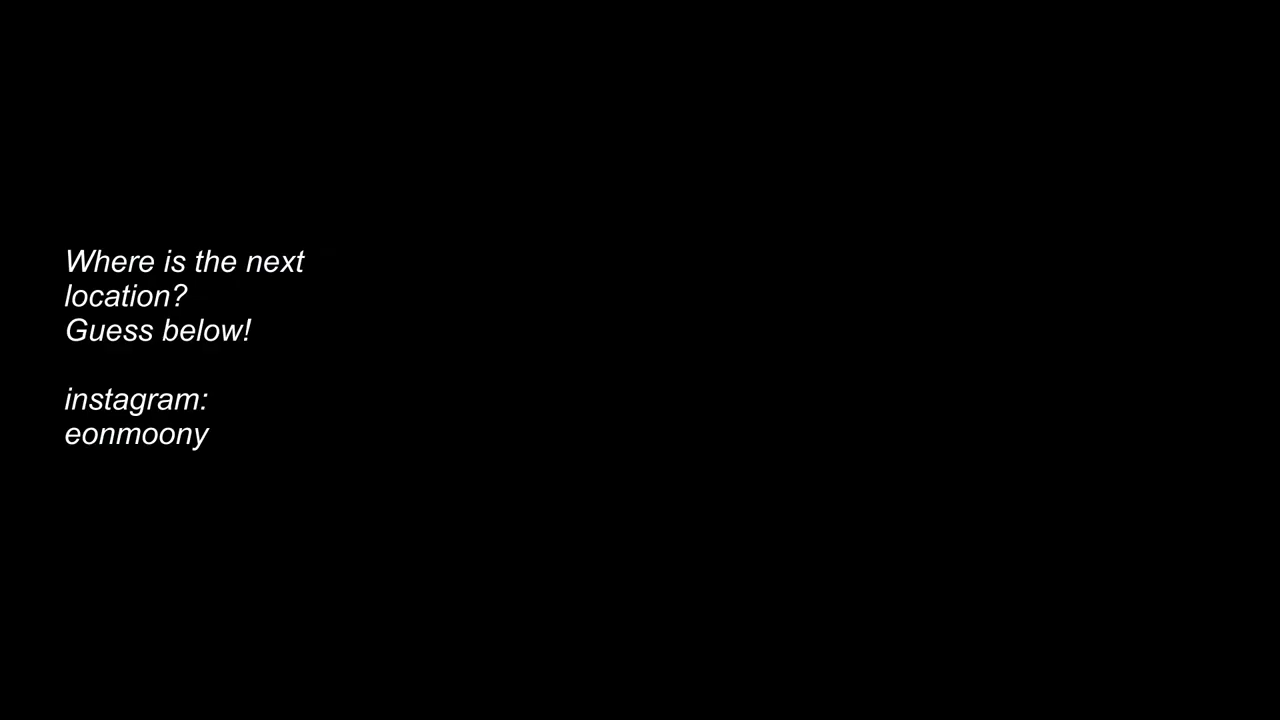 Where is the next
location?
Guess below!
instagram:
eonmoony